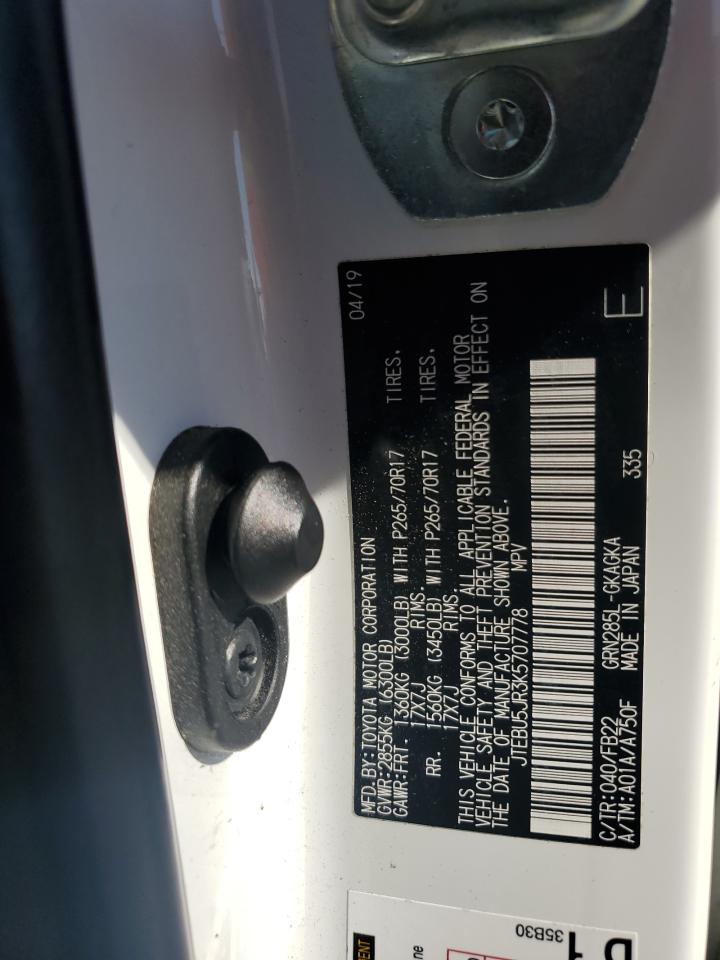 MFD.BY:TOYOTA MOTOR CORPORATION 04/19
GVWR:2855KG (6300LB)
GAWR:FRT. 1360KG (3000LB) WITH P265/70R17 TIRES,
17X7J RIMS
RR. 1560KG (3450LB) WITH P265/70R17 TIRES,
17X7J RIMS
THIS VEHICLE CONFORMS TO ALL APPLICABLE FEDERAL MOTOR
VEHICLE SAFETY AND THEFT PREVENTION STANDARDS IN EFFECT ON
THE DATE OF MANUFACTURE SHOWN ABOVE.
JTEBU5JR3K5707778 MPV
C/TR:040/FB22 GRN285L-GKAGKA 335
A/TM:A01A/A750F MADE IN JAPAN E
35B30